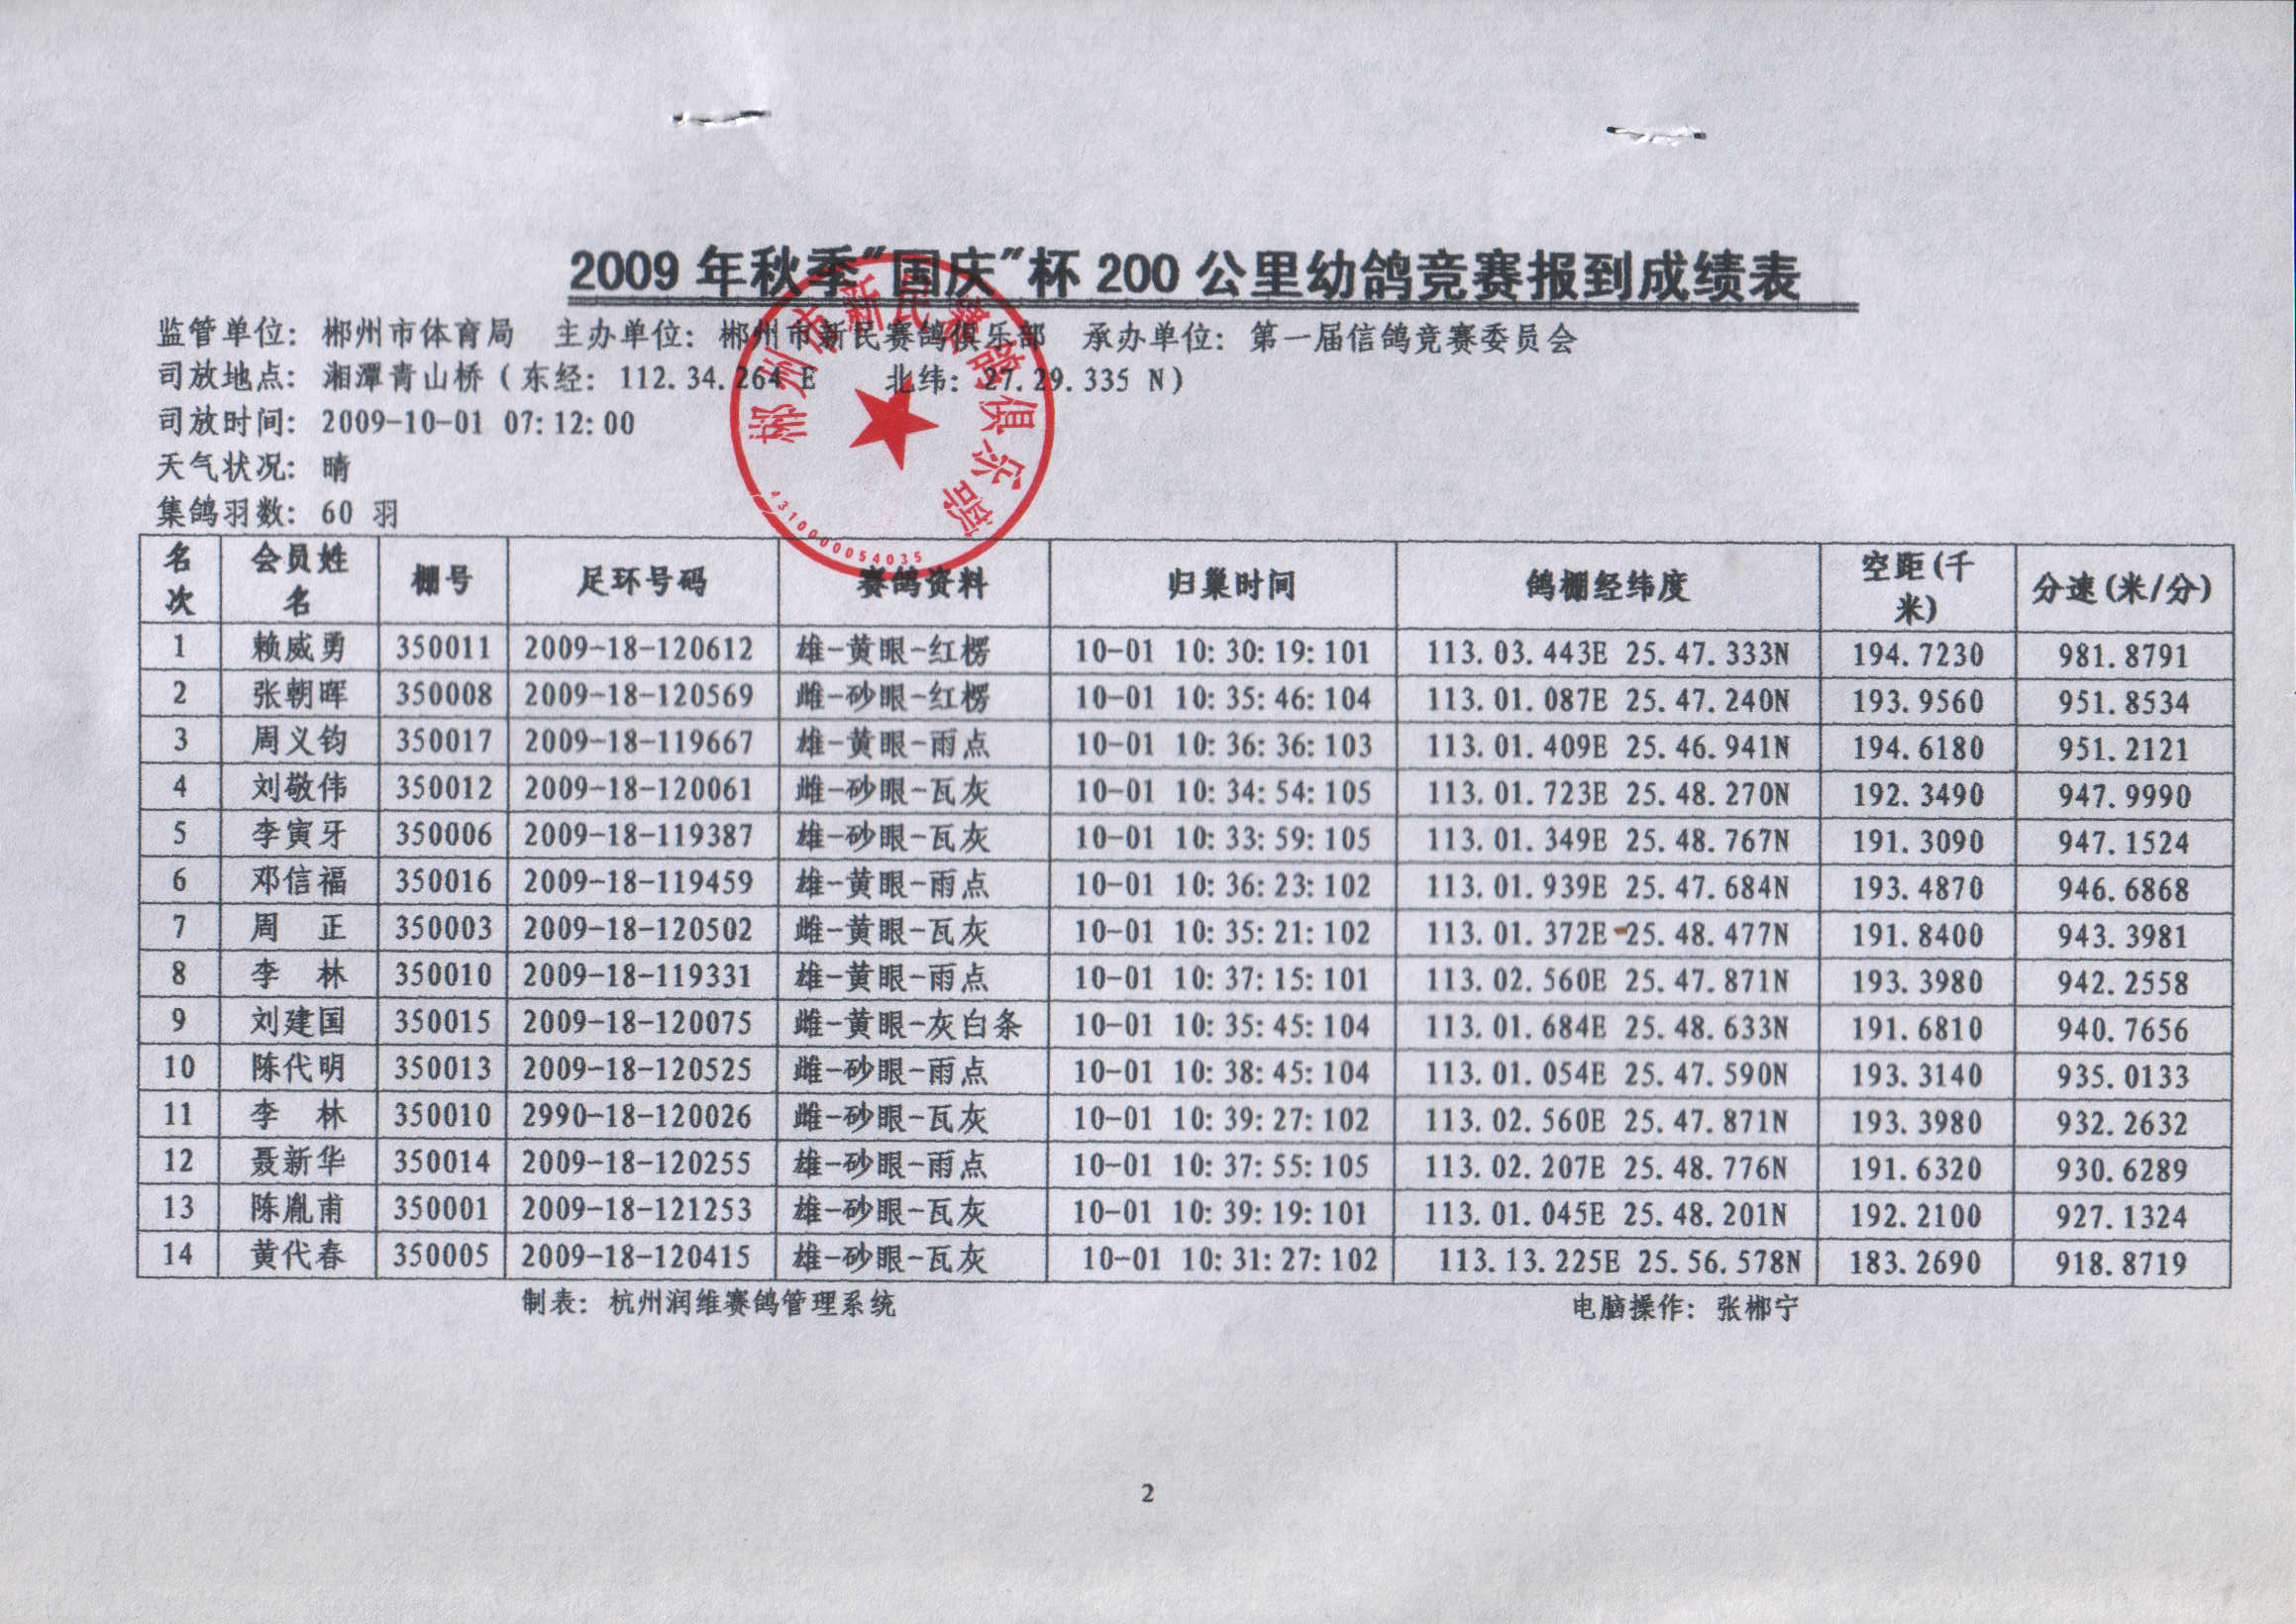 2009 年秋季"国庆"杯 200 公里幼鸽竞赛报到成绩表
监管单位: 郴州市体育局 主办单位: 郴州市新民赛鸽俱乐部 承办单位: 第一届信鸽竞赛委员会
司放地点: 湘潭青山桥 (东经: 112.34.264 E 北纬: 27.29.335 N)
司放时间: 2009-10-01 07:12:00
天气状况: 晴
集鸽羽数: 60 羽
郴州市新民赛鸽俱乐部
4310000054035
名次 会员姓名 棚号 足环号码 赛鸽资料 归巢时间 鸽棚经纬度 空距(千米) 分速(米/分)
1 赖威勇 350011 2009-18-120612 雄-黄眼-红楞 10-01 10:30:19:101 113.03.443E 25.47.333N 194.7230 981.8791
2 张朝晖 350008 2009-18-120569 雌-砂眼-红楞 10-01 10:35:46:104 113.01.087E 25.47.240N 193.9560 951.8534
3 周义钧 350017 2009-18-119667 雄-黄眼-雨点 10-01 10:36:36:103 113.01.409E 25.46.941N 194.6180 951.2121
4 刘敬伟 350012 2009-18-120061 雌-砂眼-瓦灰 10-01 10:34:54:105 113.01.723E 25.48.270N 192.3490 947.9990
5 李寅牙 350006 2009-18-119387 雄-砂眼-瓦灰 10-01 10:33:59:105 113.01.349E 25.48.767N 191.3090 947.1524
6 邓信福 350016 2009-18-119459 雄-黄眼-雨点 10-01 10:36:23:102 113.01.939E 25.47.684N 193.4870 946.6868
7 周 正 350003 2009-18-120502 雌-黄眼-瓦灰 10-01 10:35:21:102 113.01.372E 25.48.477N 191.8400 943.3981
8 李 林 350010 2009-18-119331 雄-黄眼-雨点 10-01 10:37:15:101 113.02.560E 25.47.871N 193.3980 942.2558
9 刘建国 350015 2009-18-120075 雌-黄眼-灰白条 10-01 10:35:45:104 113.01.684E 25.48.633N 191.6810 940.7656
10 陈代明 350013 2009-18-120525 雌-砂眼-雨点 10-01 10:38:45:104 113.01.054E 25.47.590N 193.3140 935.0133
11 李 林 350010 2990-18-120026 雌-砂眼-瓦灰 10-01 10:39:27:102 113.02.560E 25.47.871N 193.3980 932.2632
12 聂新华 350014 2009-18-120255 雄-砂眼-雨点 10-01 10:37:55:105 113.02.207E 25.48.776N 191.6320 930.6289
13 陈胤甫 350001 2009-18-121253 雄-砂眼-瓦灰 10-01 10:39:19:101 113.01.045E 25.48.201N 192.2100 927.1324
14 黄代春 350005 2009-18-120415 雄-砂眼-瓦灰 10-01 10:31:27:102 113.13.225E 25.56.578N 183.2690 918.8719
制表: 杭州润维赛鸽管理系统 电脑操作: 张郴宁
2